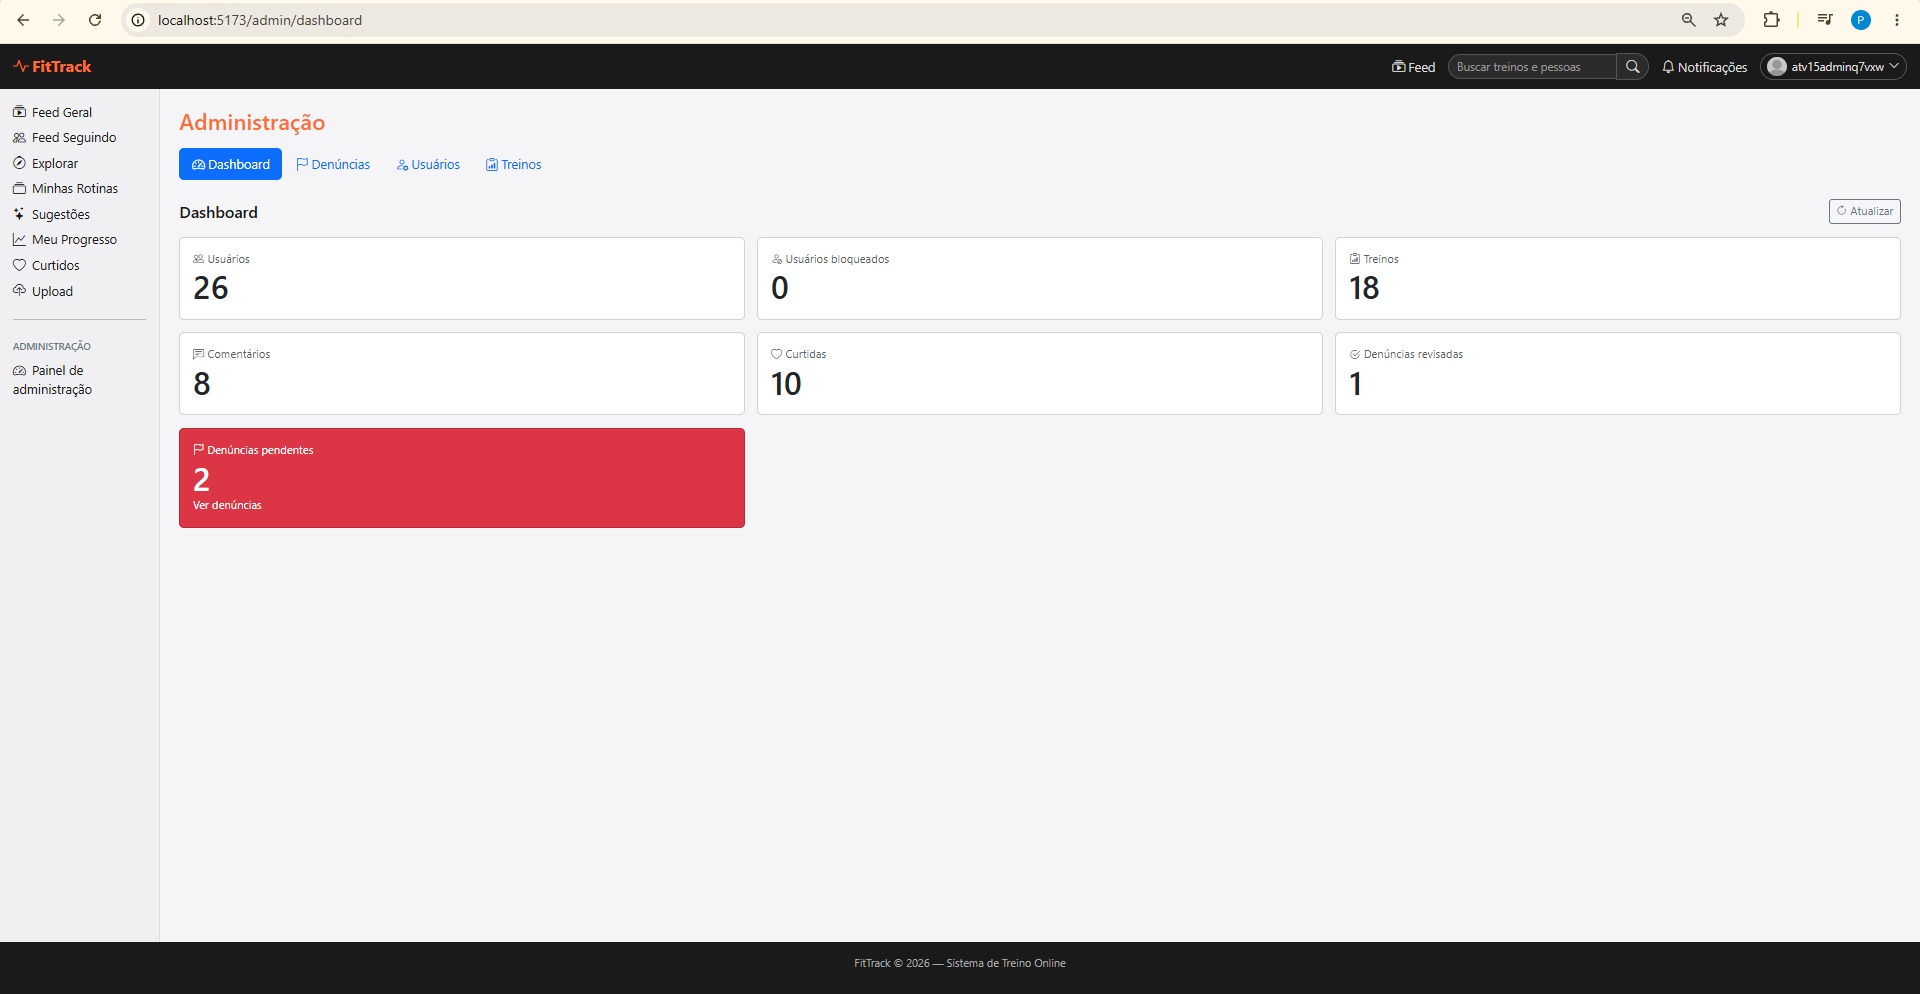 localhost:5173/admin/dashboard
P
FitTrack
Feed
Buscar treinos e pessoas
Notificações
atv15adminq7vxw
Feed Geral
Feed Seguindo
Explorar
Minhas Rotinas
Sugestões
Meu Progresso
Curtidos
Upload
ADMINISTRAÇÃO
Painel de
administração
Administração
Dashboard
Denúncias
Usuários
Treinos
Dashboard
Atualizar
Usuários
26
Usuários bloqueados
0
Treinos
18
Comentários
8
Curtidas
10
Denúncias revisadas
1
Denúncias pendentes
2
Ver denúncias
FitTrack © 2026 — Sistema de Treino Online